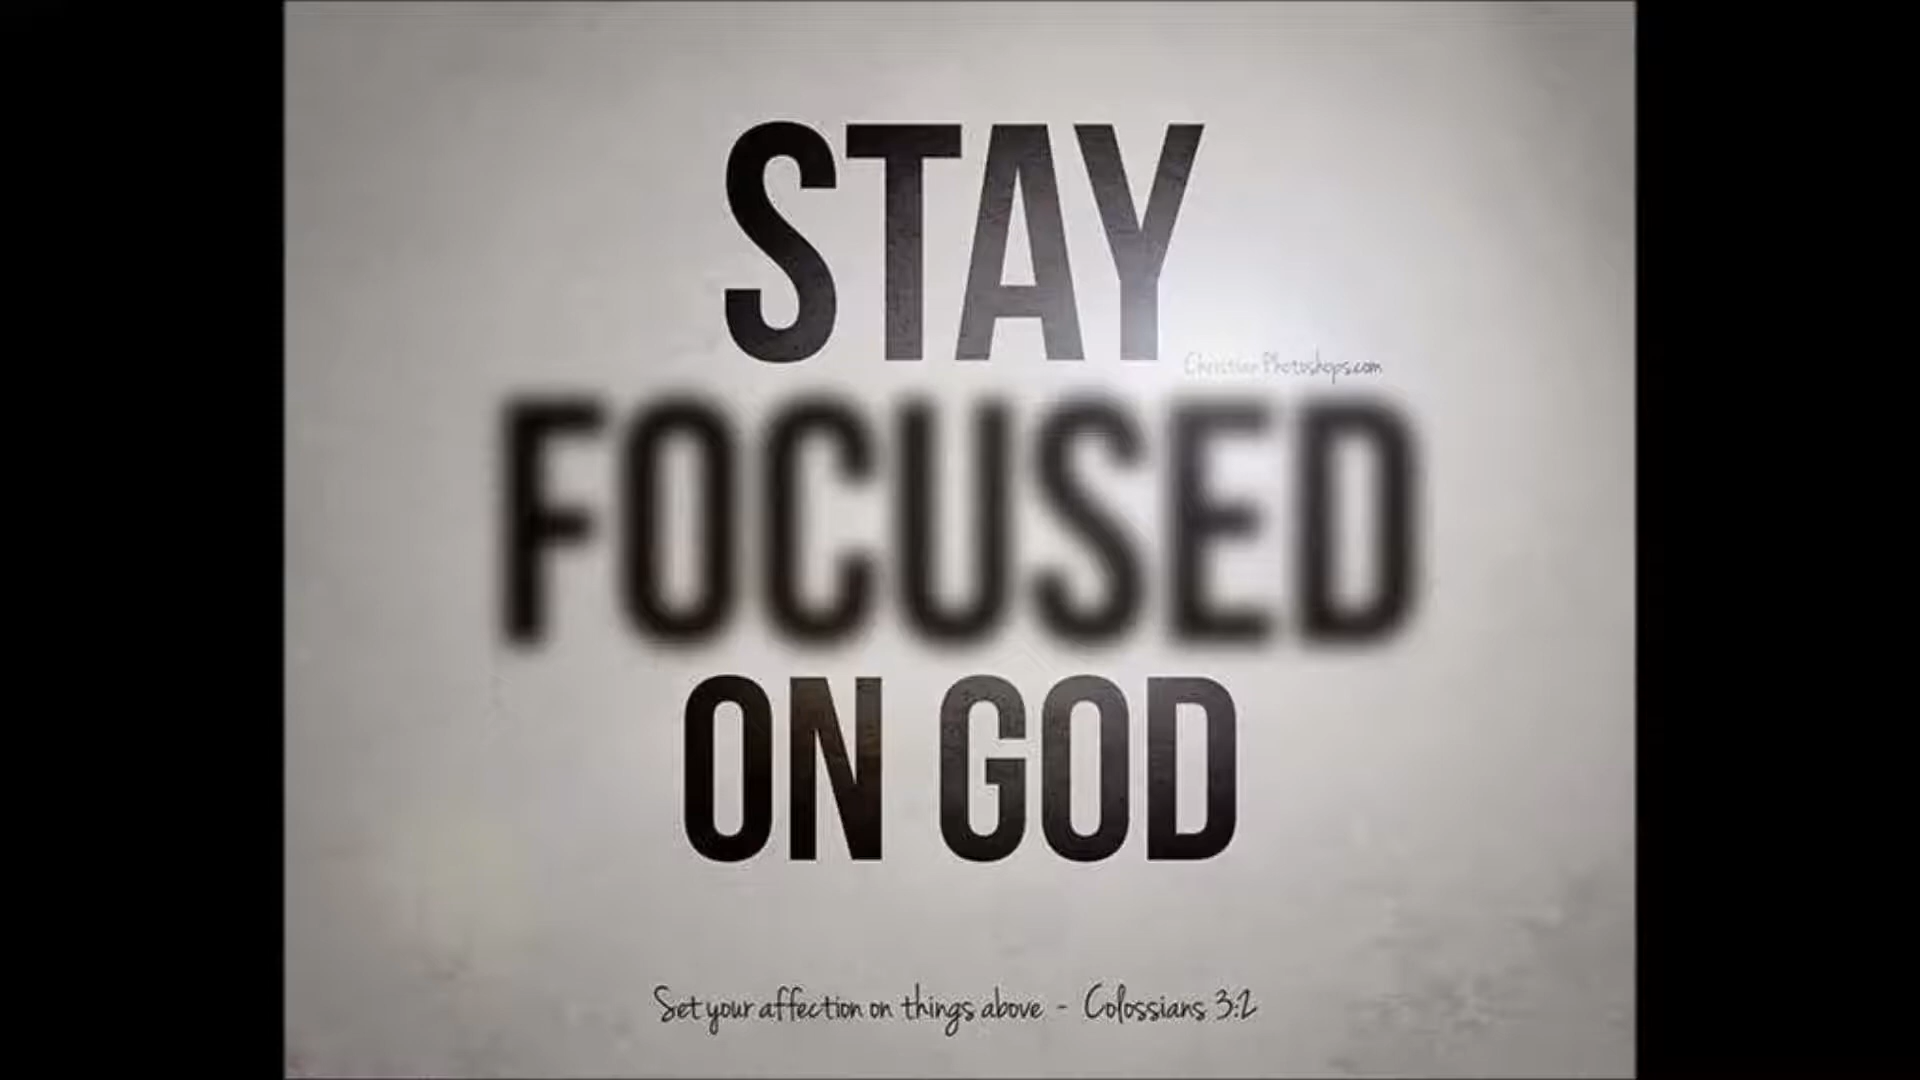 STAY
ChristianPhotoshops.com
FOCUSED
ON GOD
Set your affection on things above - Colossians 3:2